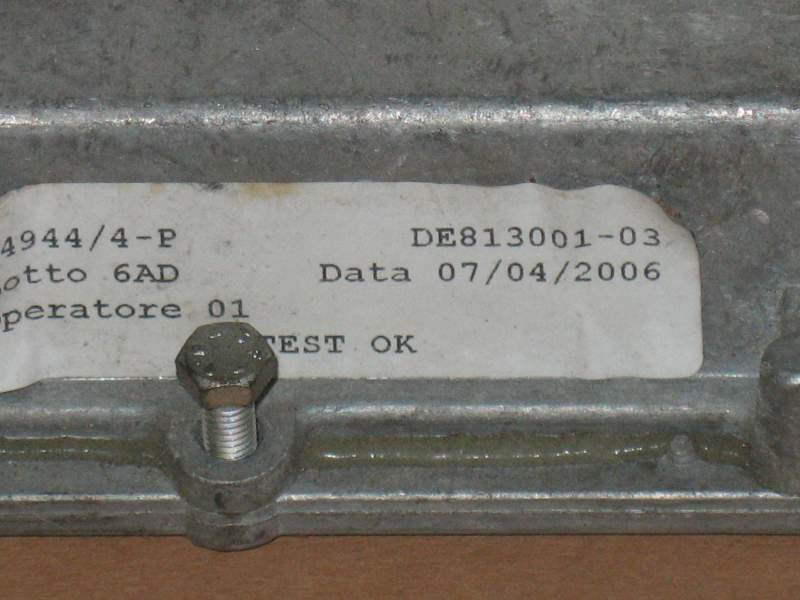 4944/4-P DE813001-03
otto 6AD Data 07/04/2006
peratore 01
TEST OK